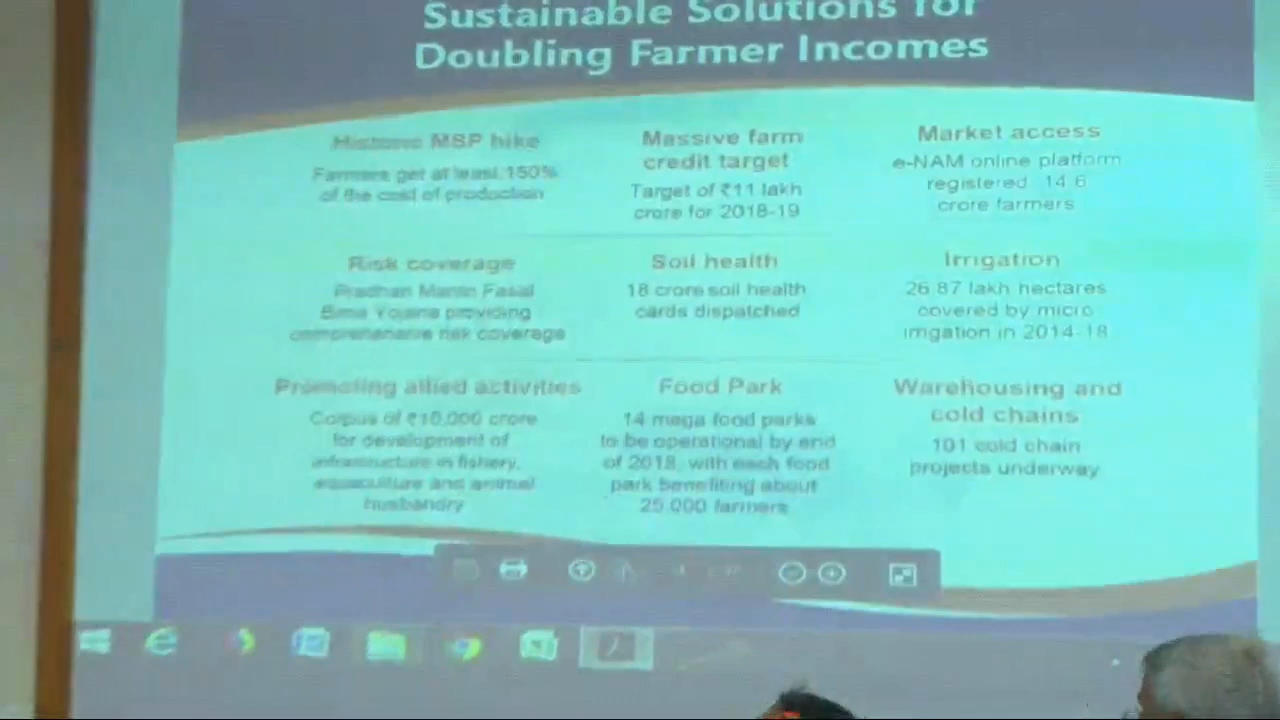 Sustainable Solutions for
Doubling Farmer Incomes
Historic MSP hike
Farmers get at least 150%
of the cost of production
Massive farm
credit target
Target of ₹11 lakh
crore for 2018-19
Market access
e-NAM online platform
registered 14.6
crore farmers
Risk coverage
Pradhan Mantri Fasal
Bima Yojana providing
comprehensive risk coverage
Soil health
18 crore soil health
cards dispatched
Irrigation
26.87 lakh hectares
covered by micro
irrigation in 2014-18
Promoting allied activities
Corpus of ₹10,000 crore
for development of
infrastructure in fishery,
aquaculture and animal
husbandry
Food Park
14 mega food parks
to be operational by end
of 2018, with each food
park benefiting about
25,000 farmers
Warehousing and
cold chains
101 cold chain
projects underway